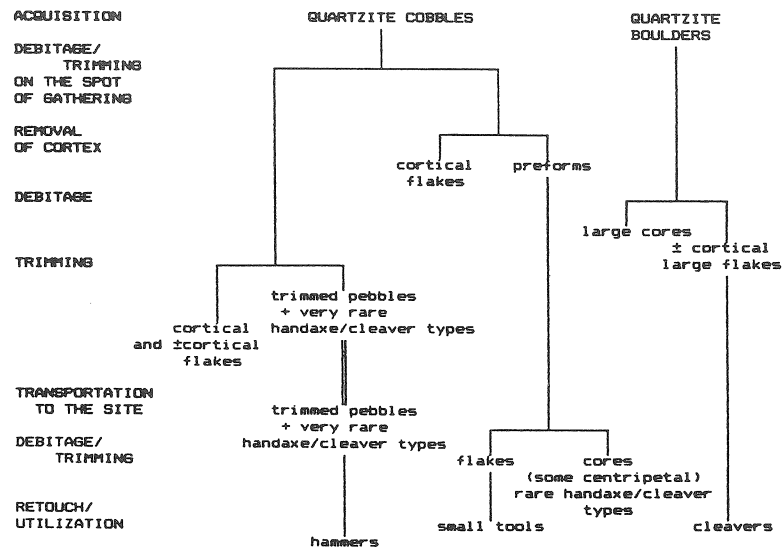 ACQUISITION
QUARTZITE COBBLES
QUARTZITE
BOULDERS
DEBITAGE/
TRIMMING
ON THE SPOT
OF GATHERING
REMOVAL
OF CORTEX
cortical
flakes
preforms
DEBITAGE
large cores
± cortical
large flakes
TRIMMING
trimmed pebbles
+ very rare
handaxe/cleaver types
cortical
and ±cortical
flakes
TRANSPORTATION
TO THE SITE
trimmed pebbles
+ very rare
handaxe/cleaver types
DEBITAGE/
TRIMMING
flakes
cores
(some centripetal)
rare handaxe/cleaver
types
RETOUCH/
UTILIZATION
hammers
small tools
cleavers